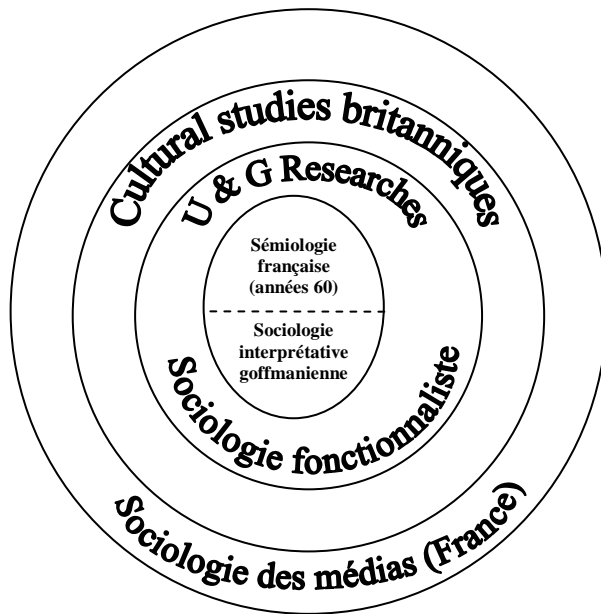 Cultural studies britanniques
U & G Researches
Sémiologie
française
(années 60)
Sociologie
interprétative
goffmanienne
Sociologie fonctionnaliste
Sociologie des médias (France)